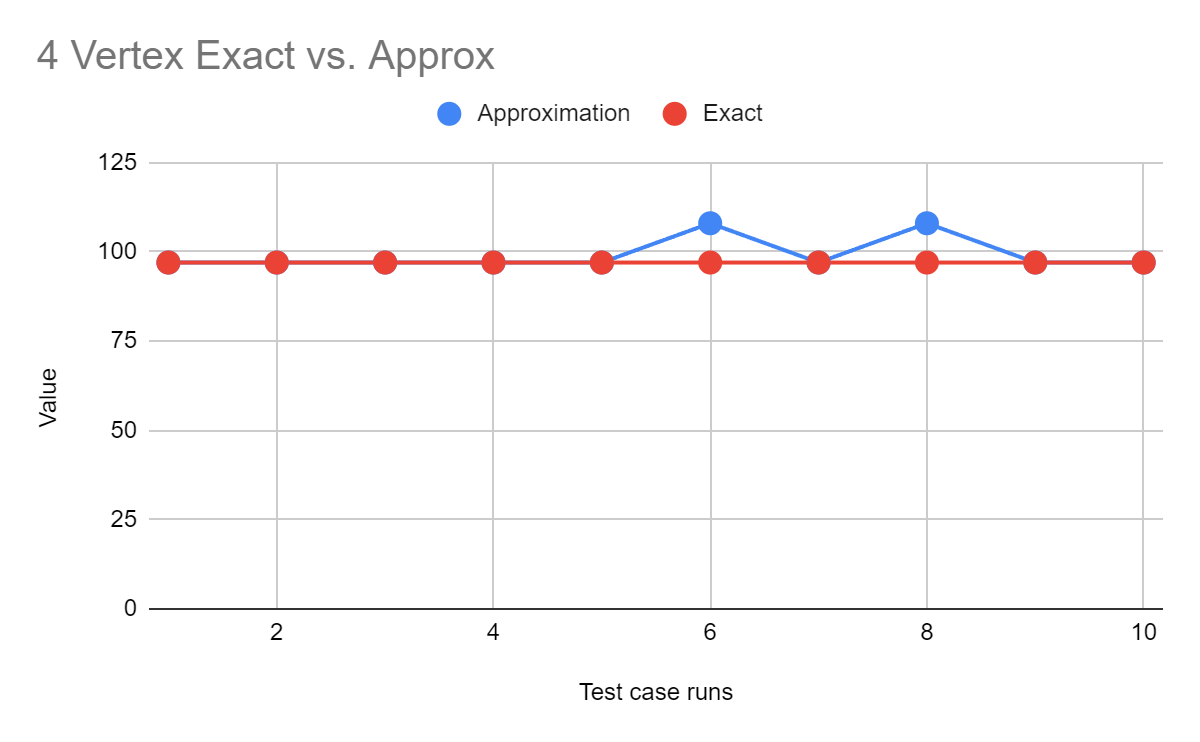 4 Vertex Exact vs. Approx
Approximation
Exact
125
100
75
50
25
0
Value
2
4
6
8
10
Test case runs